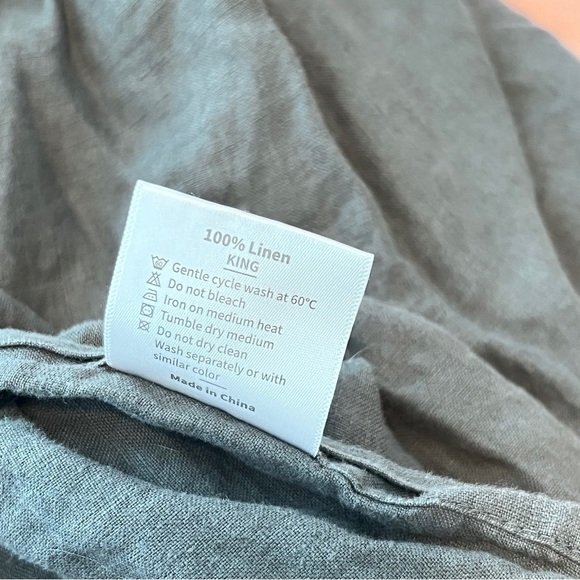 100% Linen
KING
Gentle cycle wash at 60°C
Do not bleach
Iron on medium heat
Tumble dry medium
Do not dry clean
Wash separately or with
similar color
Made in China